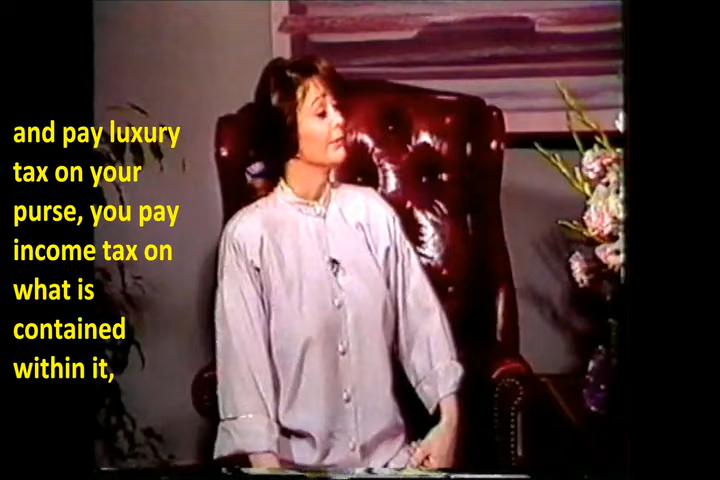 and pay luxury
tax on your
purse, you pay
income tax on
what is
contained
within it,